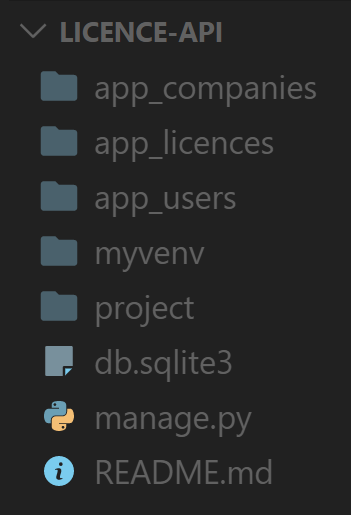 LICENCE-API
app_companies
app_licences
app_users
myvenv
project
db.sqlite3
manage.py
README.md